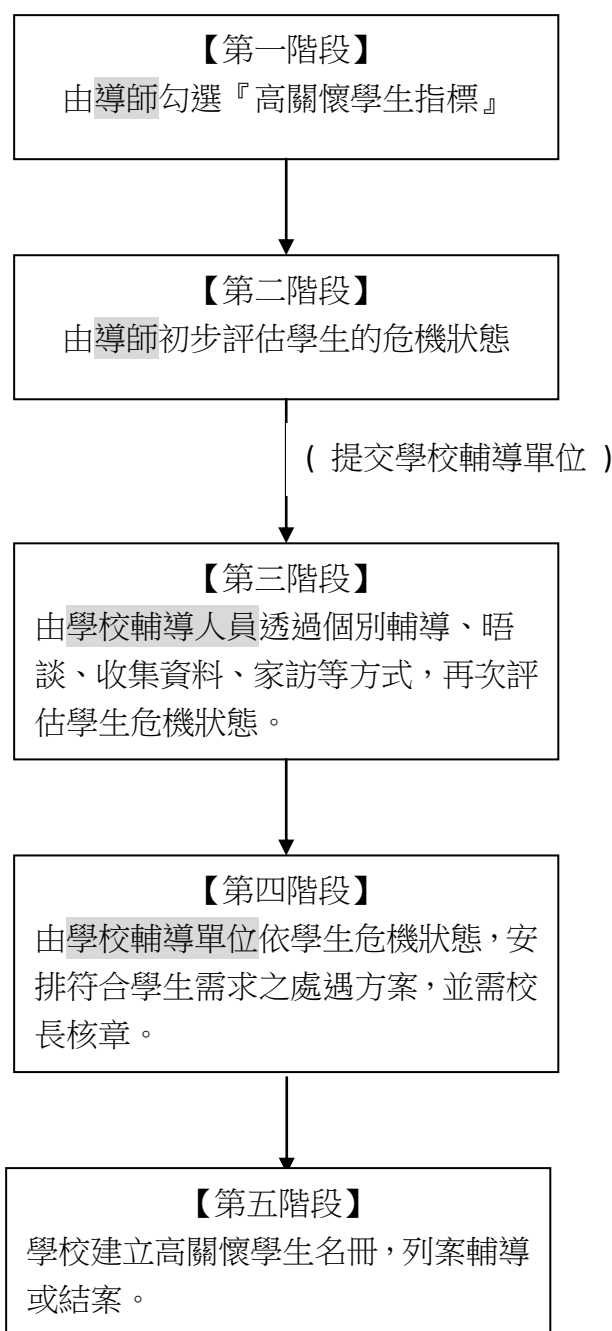 【第一階段】
由導師勾選『高關懷學生指標』
【第二階段】
由導師初步評估學生的危機狀態
( 提交學校輔導單位 )
【第三階段】
由學校輔導人員透過個別輔導、晤
談、收集資料、家訪等方式，再次評
估學生危機狀態。
【第四階段】
由學校輔導單位依學生危機狀態，安
排符合學生需求之處遇方案，並需校
長核章。
【第五階段】
學校建立高關懷學生名冊，列案輔導
或結案。